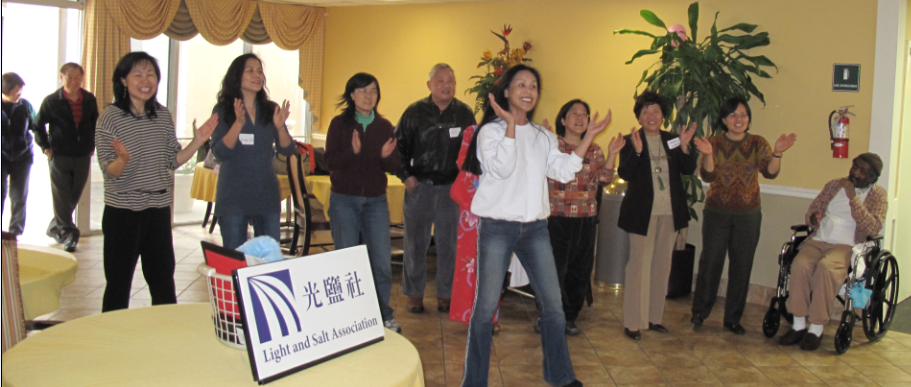 光鹽社
Light and Salt Association